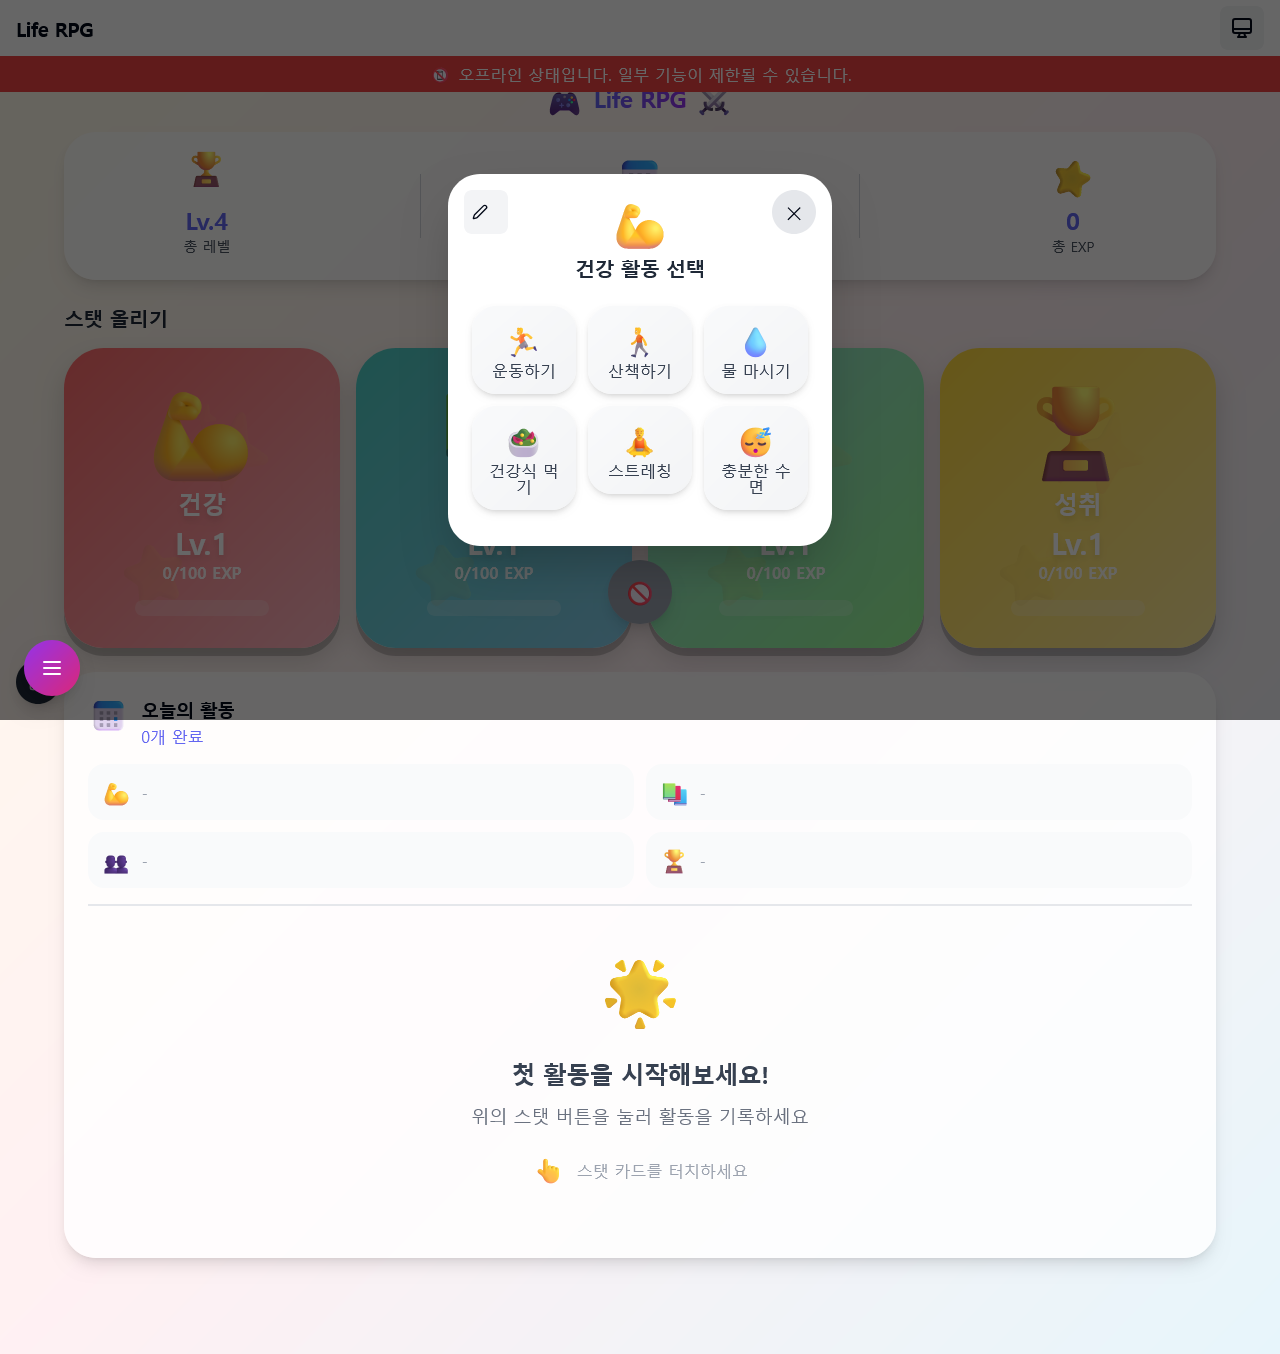 Life RPG
오프라인 상태입니다. 일부 기능이 제한될 수 있습니다.
Life RPG
Lv.4
총 레벨
0
총 EXP
스탯 올리기
건강 활동 선택
운동하기
산책하기
물 마시기
건강식 먹
기
스트레칭
충분한 수
면
건강
Lv.1
0/100 EXP
Lv.1
0/100 EXP
Lv.1
0/100 EXP
성취
Lv.1
0/100 EXP
오늘의 활동
0개 완료
-
-
-
-
첫 활동을 시작해보세요!
위의 스탯 버튼을 눌러 활동을 기록하세요
스탯 카드를 터치하세요